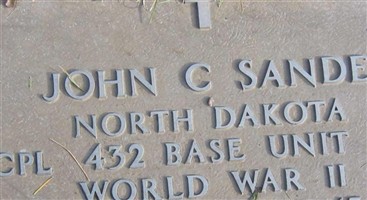 JOHN C SANDE
NORTH DAKOTA
CPL 432 BASE UNIT
WORLD WAR II